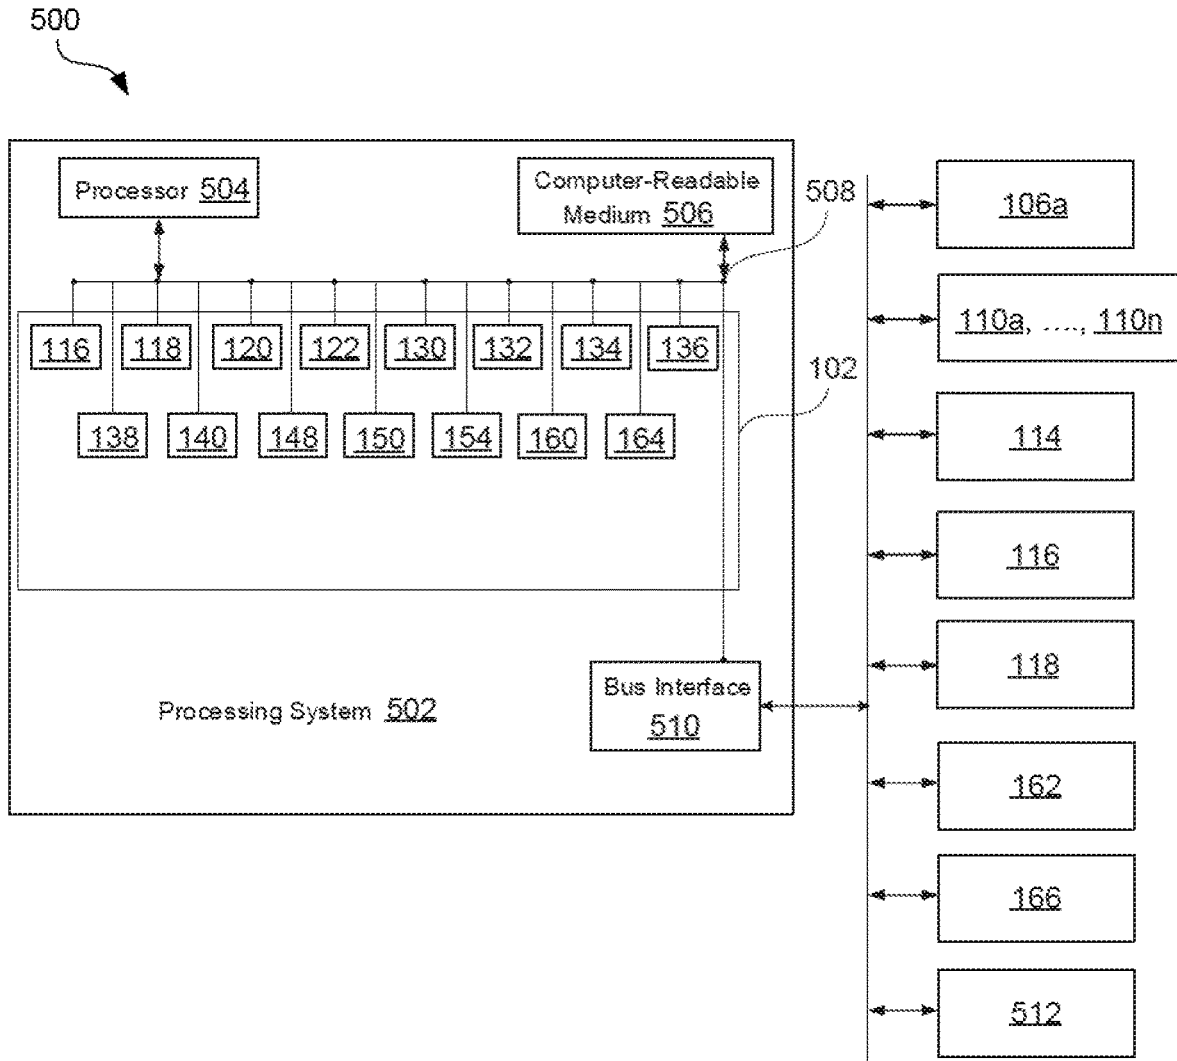 500
Processor 504
Computer-Readable
Medium 506
508
106a
110a, ...., 110n
116 118 120 122 130 132 134 136
102
138 140 148 150 154 160 164
114
116
118
Bus Interface
510
Processing System 502
162
166
512